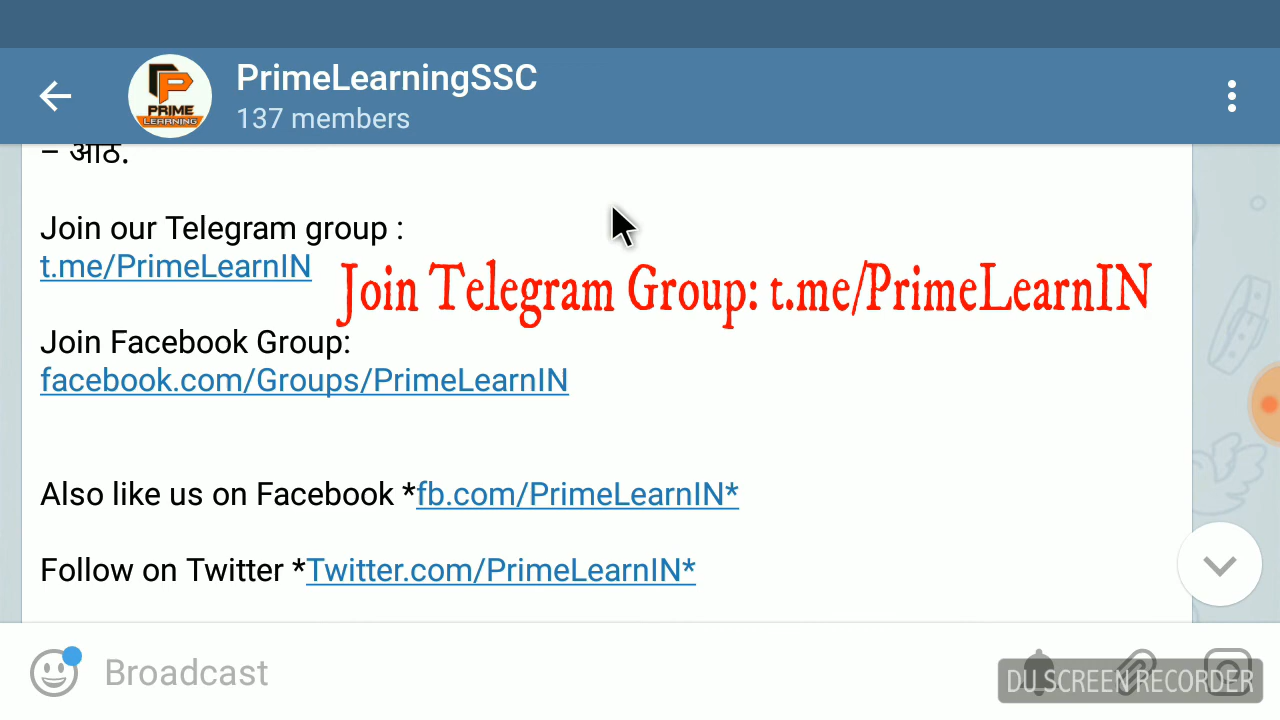 PrimeLearningSSC
PRIME
LEARNING
137 members
– आठ.
Join our Telegram group :
t.me/PrimeLearnIN
Join Telegram Group: t.me/PrimeLearnIN
Join Facebook Group:
facebook.com/Groups/PrimeLearnIN
Also like us on Facebook *fb.com/PrimeLearnIN*
Follow on Twitter *Twitter.com/PrimeLearnIN*
Broadcast
DU SCREEN RECORDER